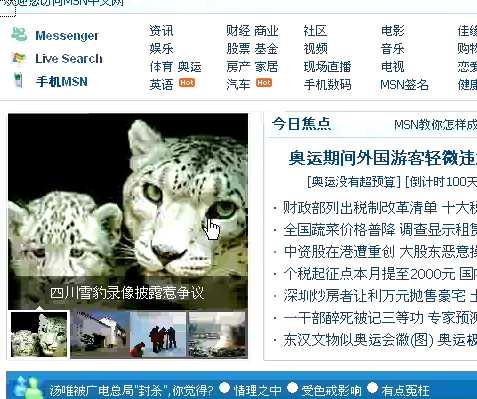 欢迎您访问MSN中文网
Messenger
Live Search
手机MSN
资讯 财经 商业 社区 电影
娱乐 股票 基金 视频 音乐
体育 奥运 房产 家居 现场直播 电视
英语 Hot 汽车 Hot 手机数码 MSN签名
今日焦点 MSN教你怎样成
奥运期间外国游客轻微违
[奥运没有超预算] [倒计时100天
· 财政部列出税制改革清单 十大税
· 全国蔬菜价格普降 调查显示租赁
· 中资股在港遭重创 大股东恶意
· 个税起征点本月提至2000元 国
· 深圳炒房者让利万元抛售豪宅 土
· 一干部醉死被记三等功 专家预测
· 东汉文物似奥运会徽(图) 奥运
四川雪豹录像披露惹争议
汤唯被广电总局"封杀",你觉得? 情理之中 受色戒影响 有点冤枉